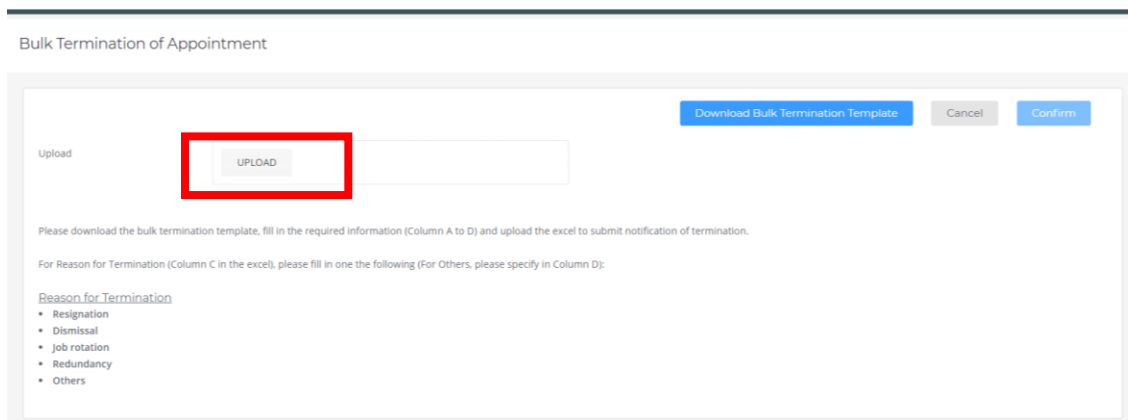 Bulk Termination of Appointment
Download Bulk Termination Template Cancel Confirm
Upload UPLOAD
Please download the bulk termination template, fill in the required information (Column A to D) and upload the excel to submit notification of termination.
For Reason for Termination (Column C in the excel), please fill in one the following (For Others, please specify in Column D):
Reason for Termination
• Resignation
• Dismissal
• Job rotation
• Redundancy
• Others